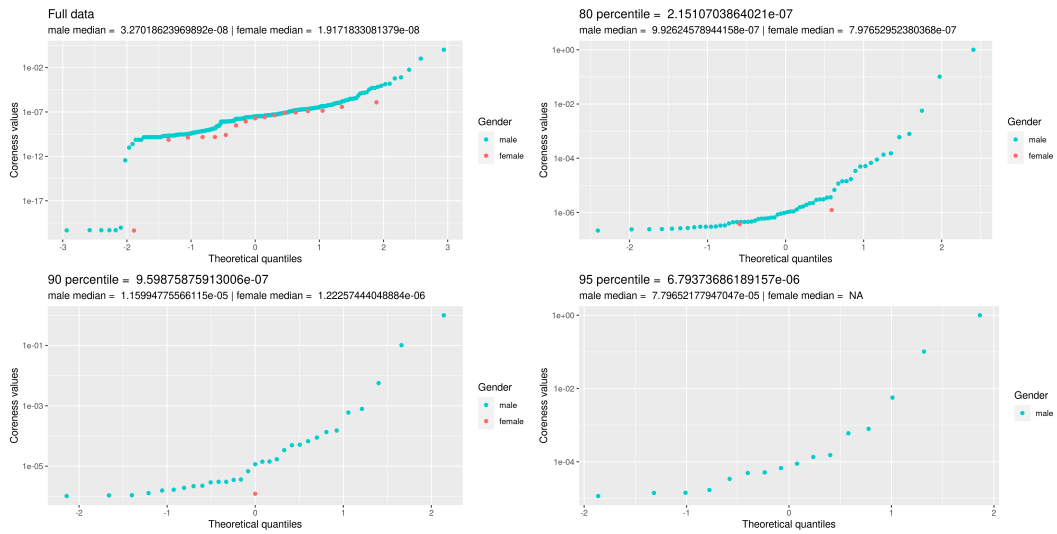 Full data
male median = 3.27018623969892e-08 | female median = 1.9171833081379e-08
1e-02
1e-07
1e-12
1e-17
Coreness values
-3 -2 -1 0 1 2 3
Theoretical quantiles
Gender
male
female
80 percentile = 2.1510703864021e-07
male median = 9.92624578944158e-07 | female median = 7.97652952380368e-07
1e+00
1e-02
1e-04
1e-06
Coreness values
-2 -1 0 1 2
Theoretical quantiles
Gender
male
female
90 percentile = 9.59875875913006e-07
male median = 1.15994775566115e-05 | female median = 1.22257444048884e-06
1e-01
1e-03
1e-05
Coreness values
-2 -1 0 1 2
Theoretical quantiles
Gender
male
female
95 percentile = 6.79373686189157e-06
male median = 7.79652177947047e-05 | female median = NA
1e+00
1e-02
1e-04
Coreness values
-2 -1 0 1 2
Theoretical quantiles
Gender
male